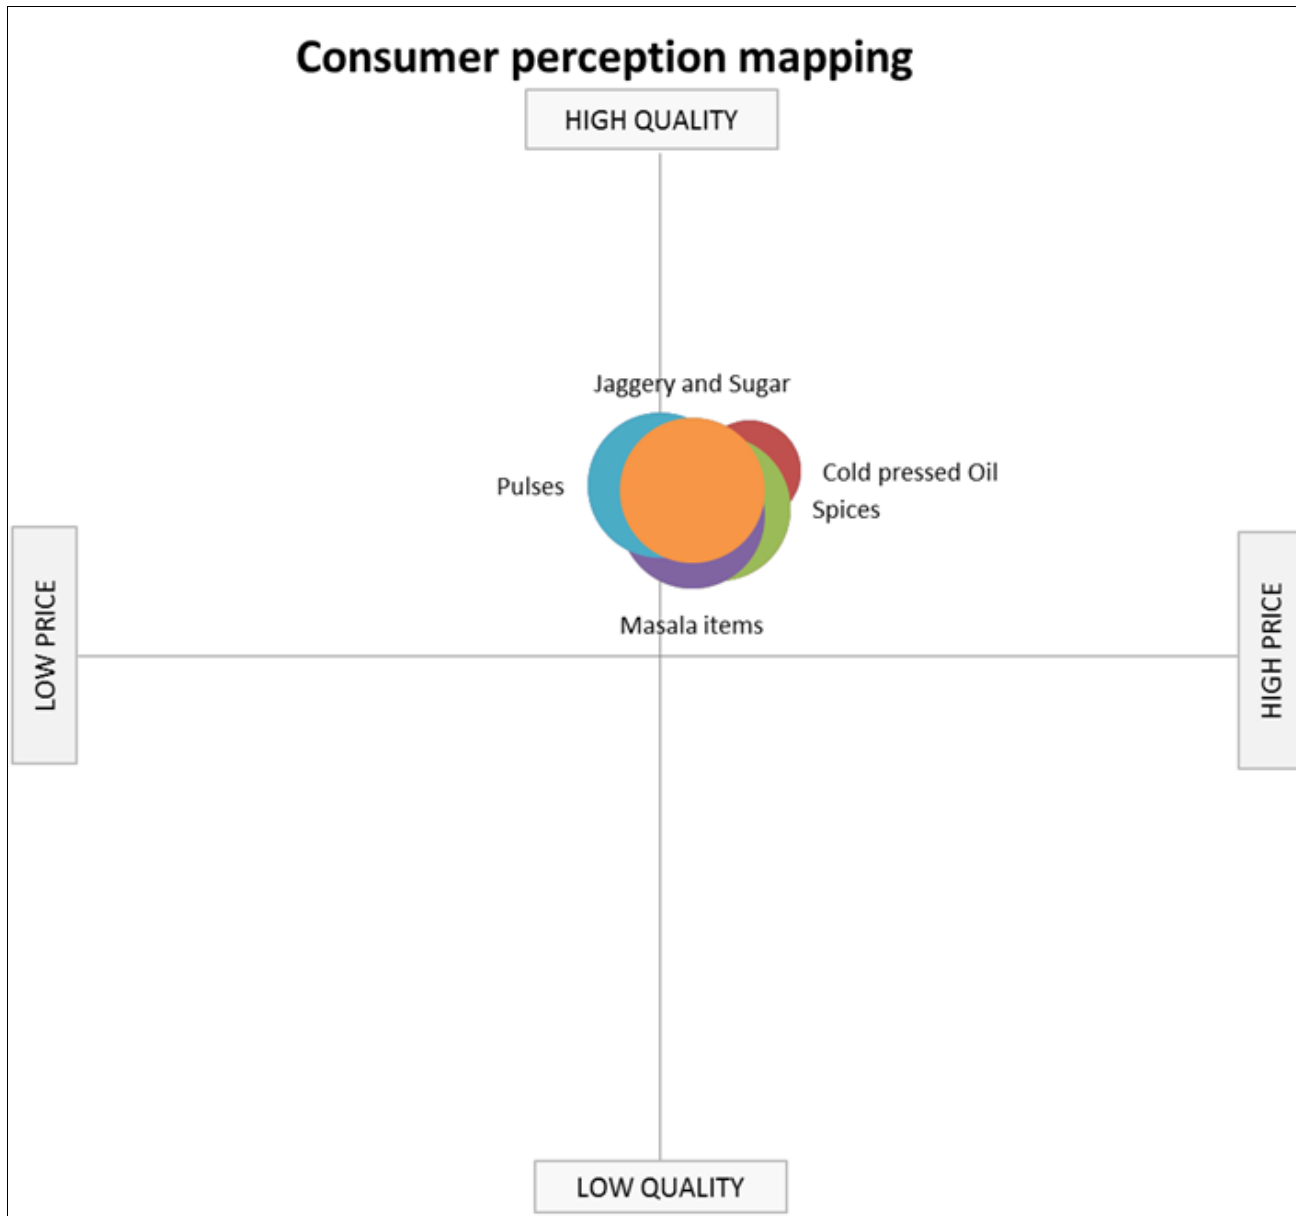 Consumer perception mapping
HIGH QUALITY
Jaggery and Sugar
Cold pressed Oil
Pulses
Spices
LOW PRICE
HIGH PRICE
Masala items
LOW QUALITY